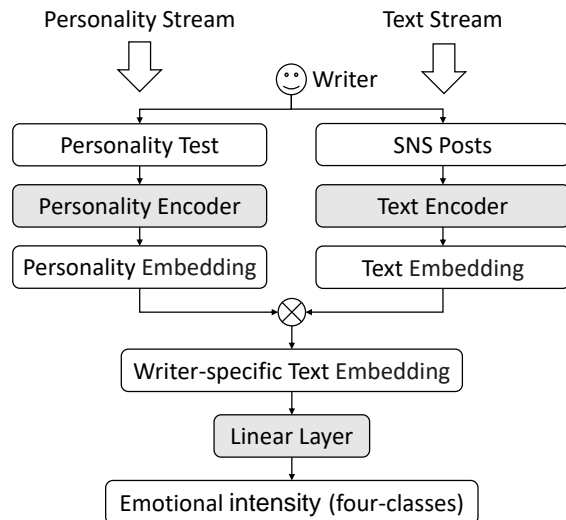 Personality Stream
Text Stream
Writer
Personality Test
SNS Posts
Personality Encoder
Text Encoder
Personality Embedding
Text Embedding
Writer-specific Text Embedding
Linear Layer
Emotional intensity (four-classes)